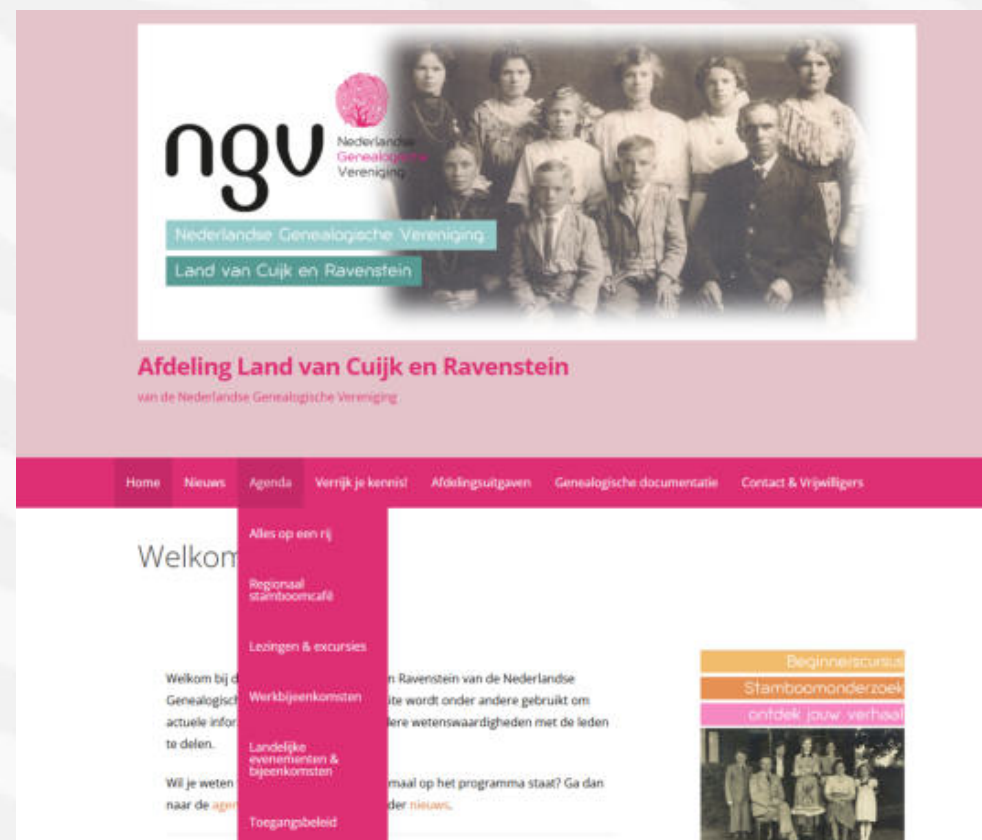 ngv
Nederlandse
Genealogische
Vereniging
Nederlandse Genealogische Vereniging
Land van Cuijk en Ravenstein
Afdeling Land van Cuijk en Ravenstein
van de Nederlandse Genealogische Vereniging
Home Nieuws Agenda Verrijk je kennis! Afdelingsuitgaven Genealogische documentatie Contact & Vrijwilligers
Alles op een rij
Regionaal
stamboomcafé
Lezingen & excursies
Werkbijeenkomsten
Landelijke
evenementen &
bijeenkomsten
Toegangsbeleid
Welkom
Welkom bij d n Ravenstein van de Nederlandse
Genealogisch ite wordt onder andere gebruikt om
actuele infor dere wetenswaardigheden met de leden
te delen.
Wil je weten maal op het programma staat? Ga dan
naar de agen der nieuws.
Beginnerscursus
Stamboomonderzoek
ontdek jouw verhaal